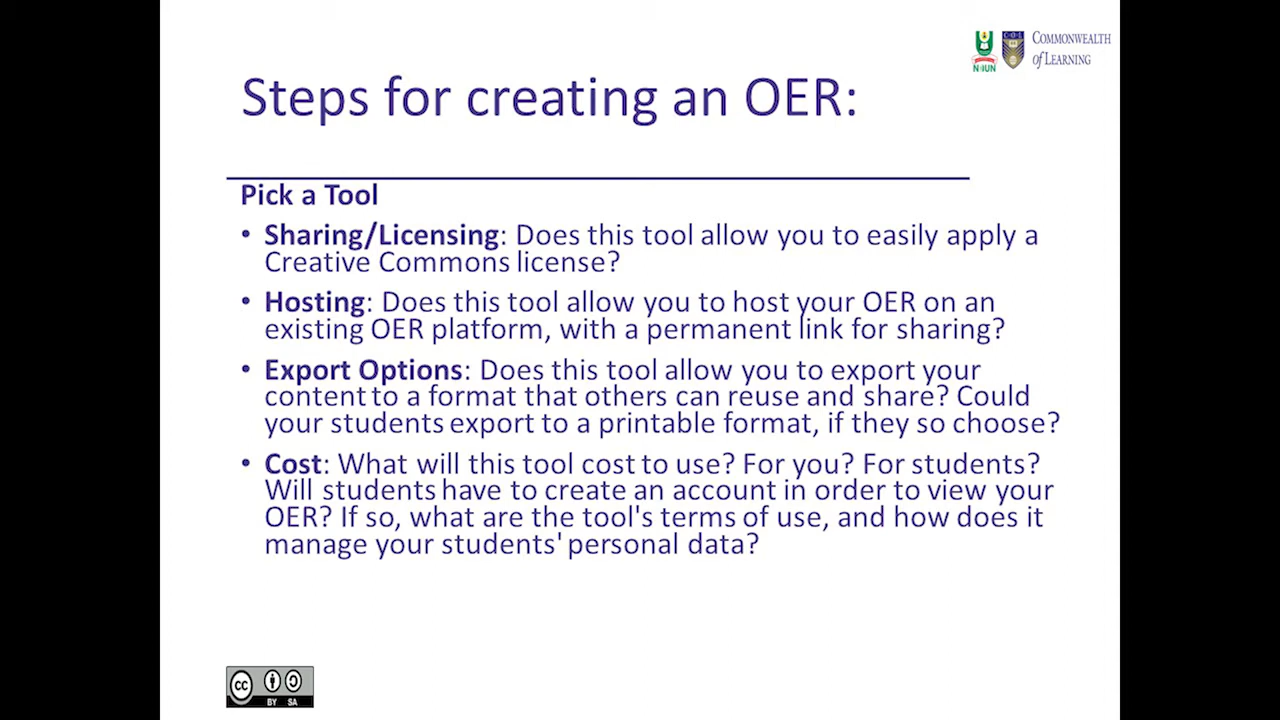 COMMONWEALTH
of LEARNING
C·O·L
NOUN
Steps for creating an OER:
Pick a Tool
• Sharing/Licensing: Does this tool allow you to easily apply a
Creative Commons license?
• Hosting: Does this tool allow you to host your OER on an
existing OER platform, with a permanent link for sharing?
• Export Options: Does this tool allow you to export your
content to a format that others can reuse and share? Could
your students export to a printable format, if they so choose?
• Cost: What will this tool cost to use? For you? For students?
Will students have to create an account in order to view your
OER? If so, what are the tool's terms of use, and how does it
manage your students' personal data?
cc
BY SA